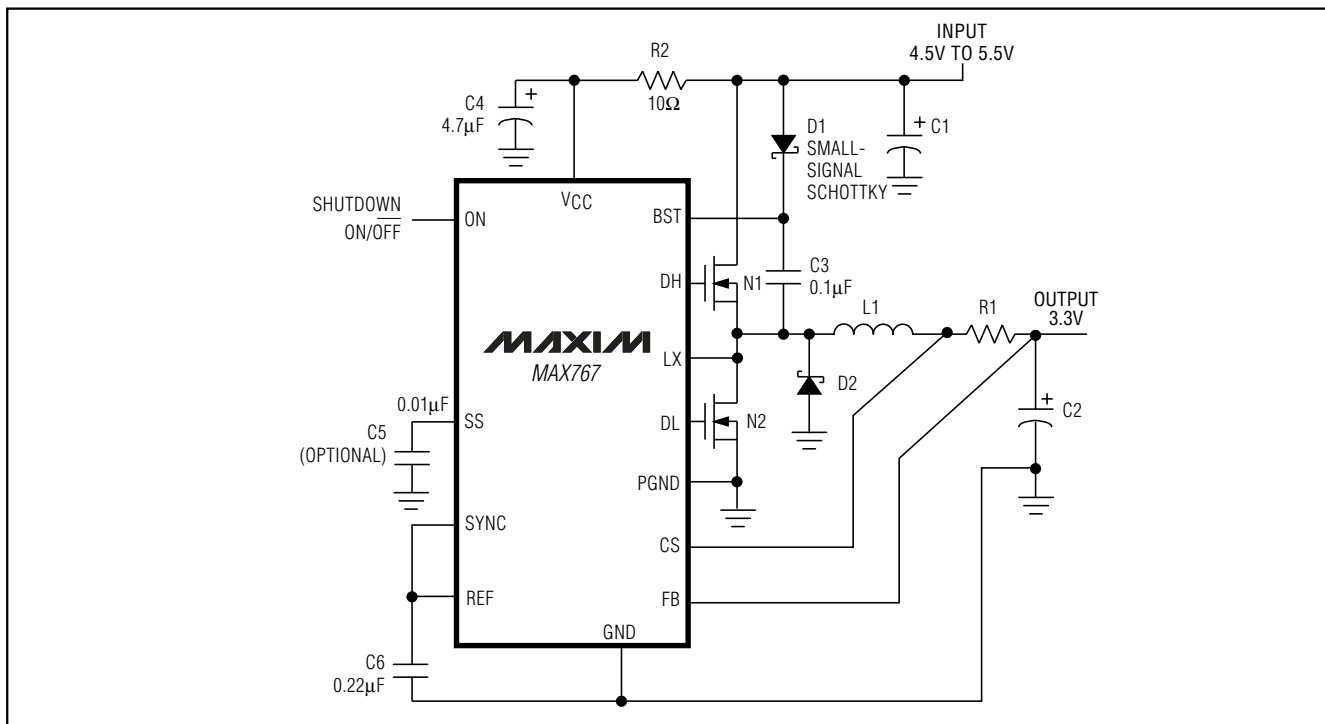 INPUT
4.5V TO 5.5V
R2
10Ω
C4
4.7μF
+
D1
SMALL-
SIGNAL
SCHOTTKY
+
C1
VCC
SHUTDOWN
ON/OFF
ON
BST
DH
N1
C3
0.1μF
L1
R1
OUTPUT
3.3V
MAXIM
MAX767
LX
D2
+
C2
0.01μF
SS
C5
(OPTIONAL)
DL
N2
PGND
SYNC
CS
REF
FB
GND
C6
0.22μF